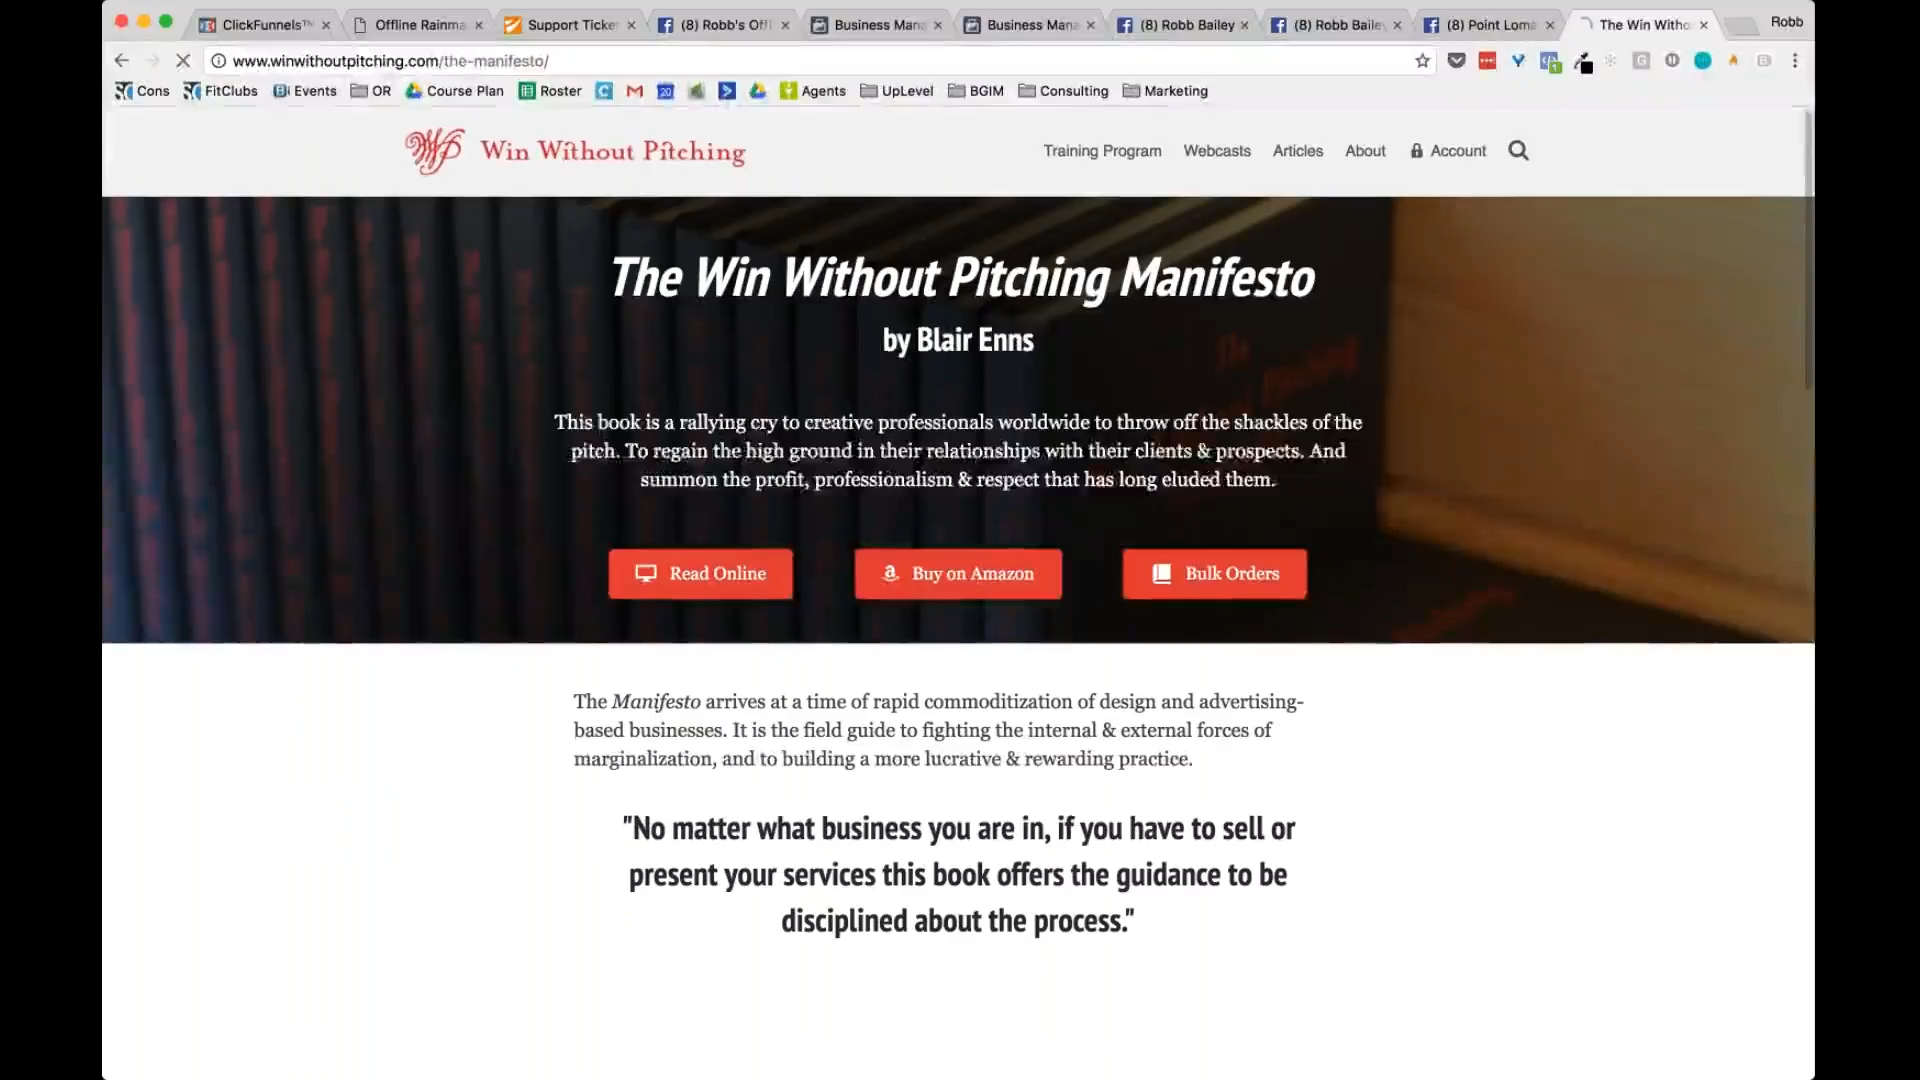 ClickFunnels™
Offline Rainma
Support Ticke
(8) Robb's Off
Business Man
Business Mana
(8) Robb Bailey
(8) Robb Bailey
(8) Point Loma
The Win Witho
Robb
www.winwithoutpitching.com/the-manifesto/
Cons
FitClubs
Events
OR
Course Plan
Roster
Agents
UpLevel
BGIM
Consulting
Marketing
Win Without Pitching
Training Program
Webcasts
Articles
About
Account
The Win Without Pitching Manifesto
by Blair Enns
This book is a rallying cry to creative professionals worldwide to throw off the shackles of the
pitch. To regain the high ground in their relationships with their clients & prospects. And
summon the profit, professionalism & respect that has long eluded them.
Read Online
Buy on Amazon
Bulk Orders
The Manifesto arrives at a time of rapid commoditization of design and advertising-
based businesses. It is the field guide to fighting the internal & external forces of
marginalization, and to building a more lucrative & rewarding practice.
"No matter what business you are in, if you have to sell or
present your services this book offers the guidance to be
disciplined about the process."